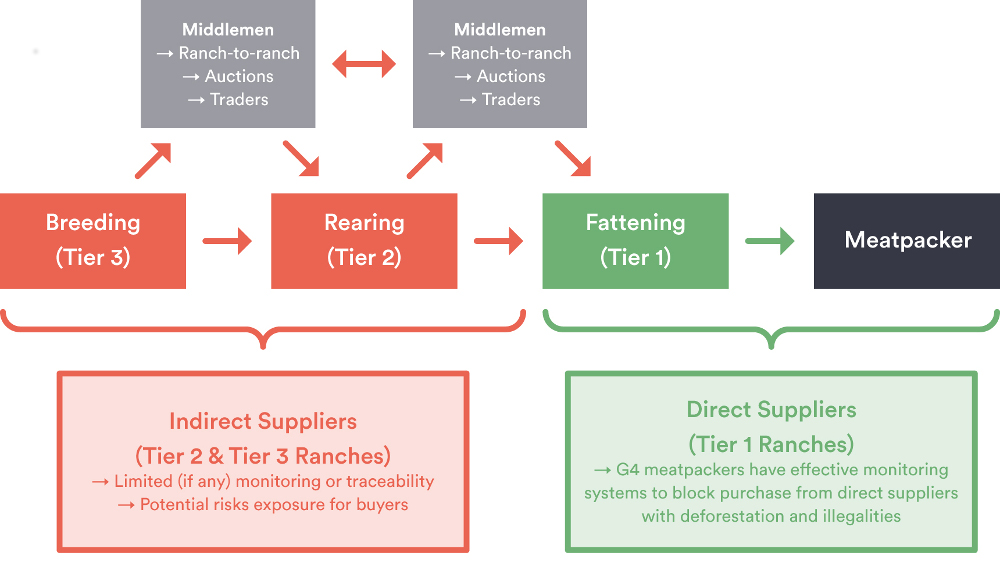 Middlemen
→ Ranch-to-ranch
→ Auctions
→ Traders
Middlemen
→ Ranch-to-ranch
→ Auctions
→ Traders
Breeding
(Tier 3)
Rearing
(Tier 2)
Fattening
(Tier 1)
Meatpacker
Indirect Suppliers
(Tier 2 & Tier 3 Ranches)
→ Limited (if any) monitoring or traceability
→ Potential risks exposure for buyers
Direct Suppliers
(Tier 1 Ranches)
→ G4 meatpackers have effective monitoring
systems to block purchase from direct suppliers
with deforestation and illegalities